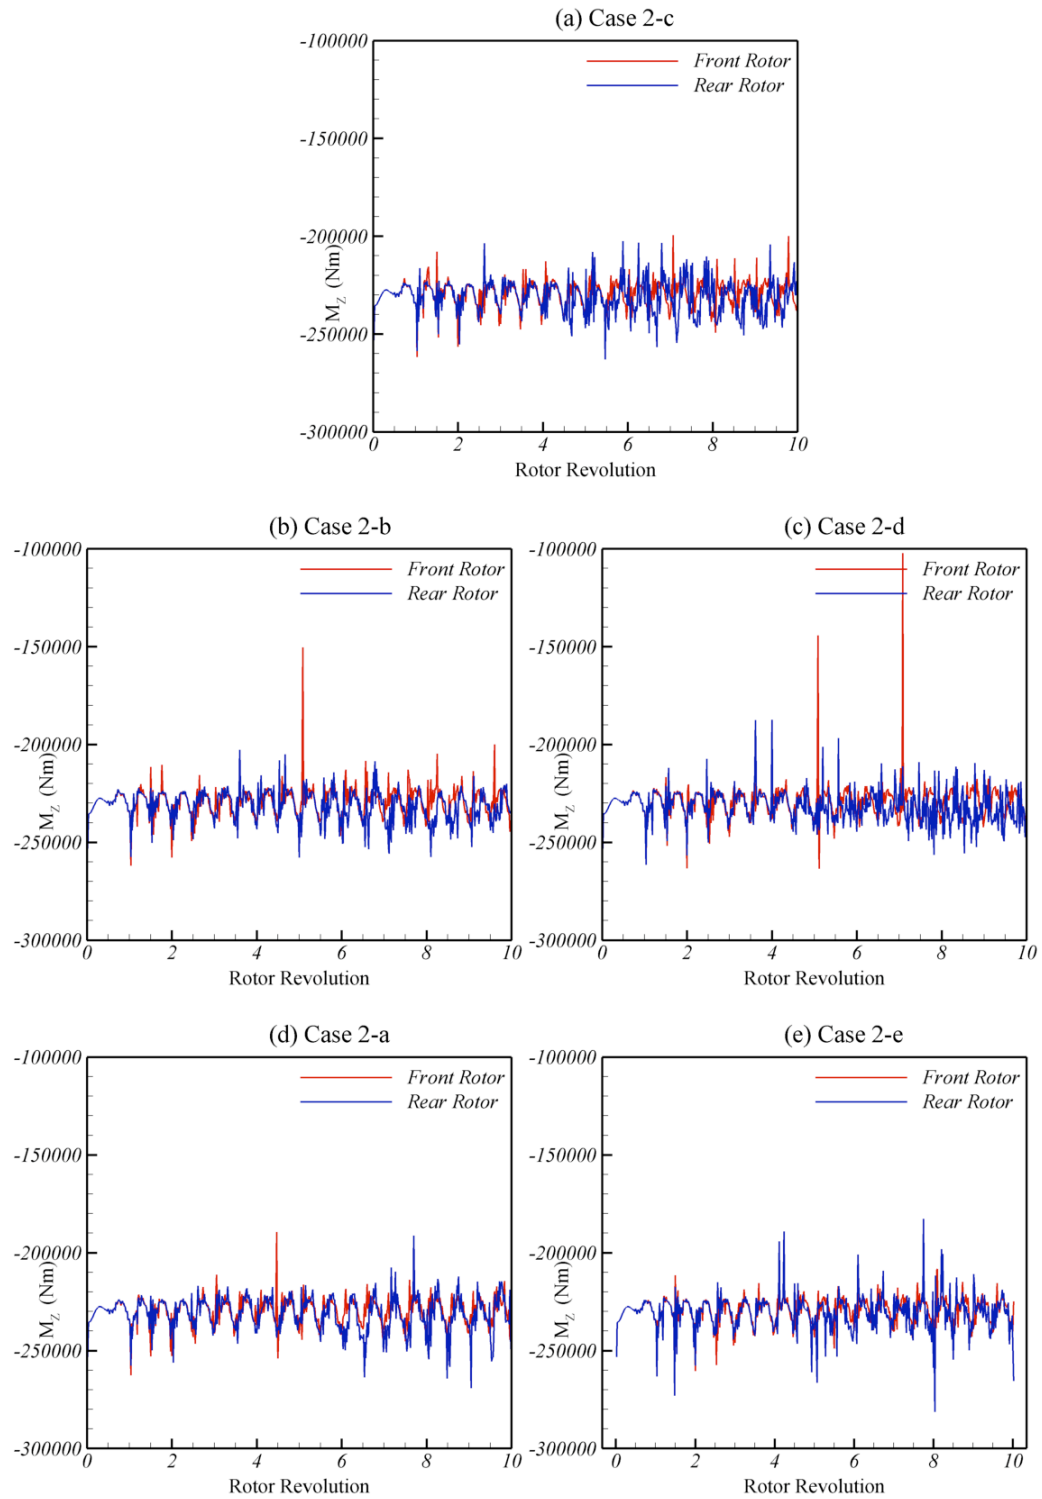 (a) Case 2-c
-100000
Front Rotor
Rear Rotor
-150000
-200000
M_Z (Nm)
-250000
-300000
0 2 4 6 8 10
Rotor Revolution
(b) Case 2-b
-100000
Front Rotor
Rear Rotor
-150000
-200000
M_Z (Nm)
-250000
-300000
0 2 4 6 8 10
Rotor Revolution
(c) Case 2-d
-100000
Front Rotor
Rear Rotor
-150000
-200000
M_Z (Nm)
-250000
-300000
0 2 4 6 8 10
Rotor Revolution
(d) Case 2-a
-100000
Front Rotor
Rear Rotor
-150000
-200000
M_Z (Nm)
-250000
-300000
0 2 4 6 8 10
Rotor Revolution
(e) Case 2-e
-100000
Front Rotor
Rear Rotor
-150000
-200000
M_Z (Nm)
-250000
-300000
0 2 4 6 8 10
Rotor Revolution